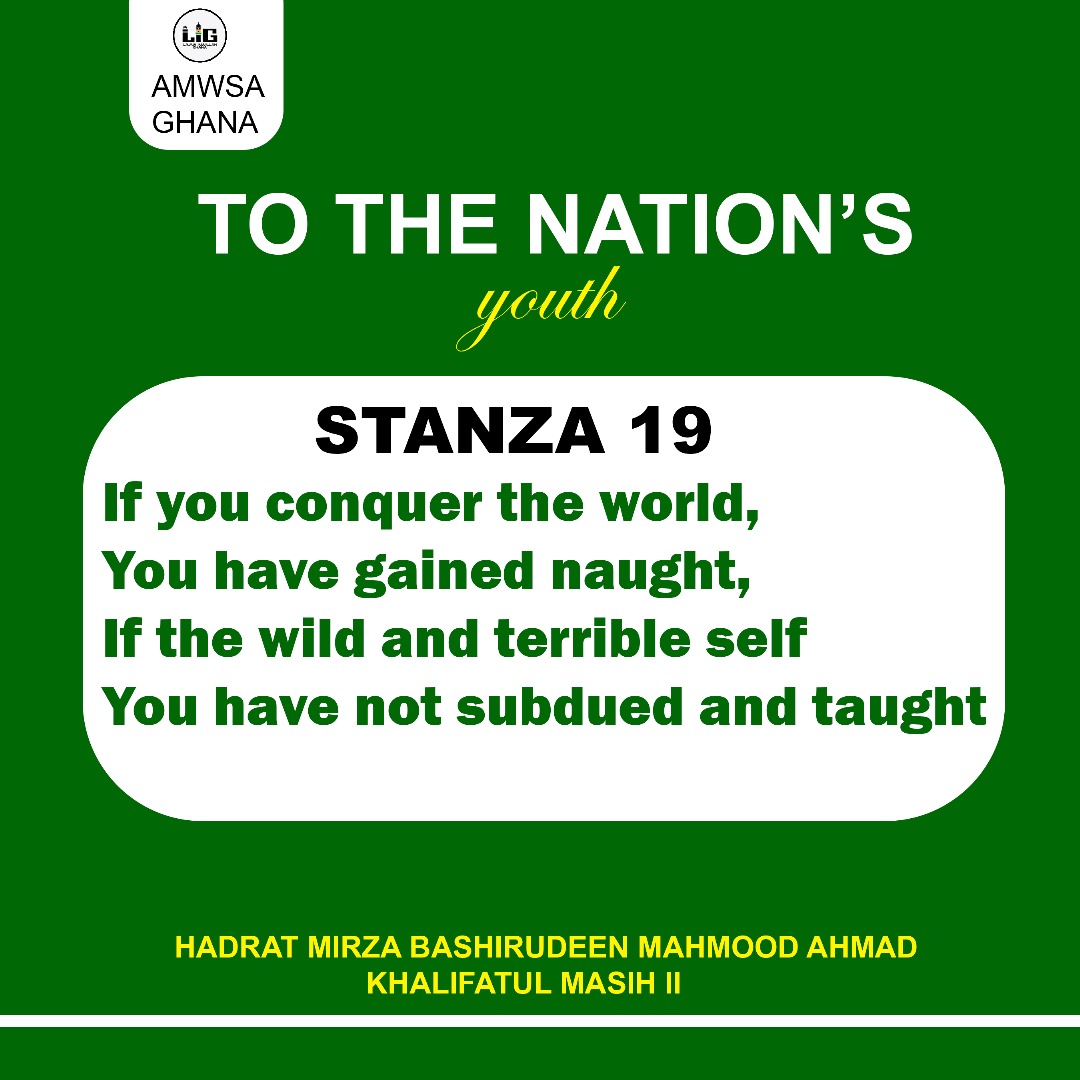 LIG
AMWSA
GHANA
TO THE NATION’S
youth
STANZA 19
If you conquer the world,
You have gained naught,
If the wild and terrible self
You have not subdued and taught
HADRAT MIRZA BASHIRUDEEN MAHMOOD AHMAD
KHALIFATUL MASIH II